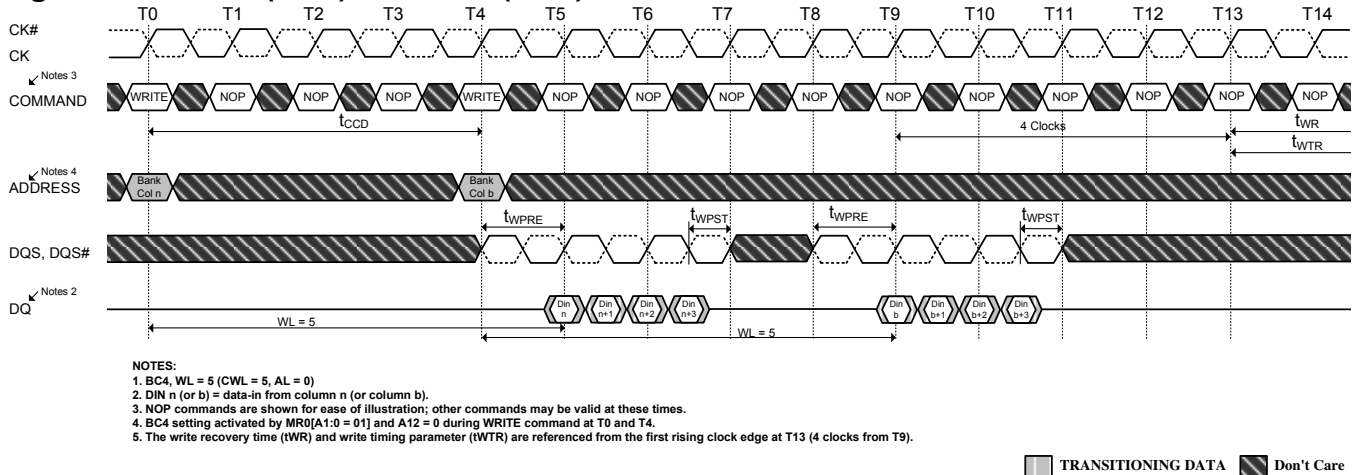 T0 T1 T2 T3 T4 T5 T6 T7 T8 T9 T10 T11 T12 T13 T14
CK#
CK
Notes 3
COMMAND WRITE NOP NOP NOP WRITE NOP NOP NOP NOP NOP NOP NOP NOP NOP NOP
tCCD 4 Clocks tWR
tWTR
Notes 4
ADDRESS Bank Col n Bank Col b
tWPRE tWPST tWPRE tWPST
DQS, DQS#
Notes 2
DQ Din n Din n+1 Din n+2 Din n+3 Din b Din b+1 Din b+2 Din b+3
WL = 5 WL = 5
NOTES:
1. BC4, WL = 5 (CWL = 5, AL = 0)
2. DIN n (or b) = data-in from column n (or column b).
3. NOP commands are shown for ease of illustration; other commands may be valid at these times.
4. BC4 setting activated by MR0[A1:0 = 01] and A12 = 0 during WRITE command at T0 and T4.
5. The write recovery time (tWR) and write timing parameter (tWTR) are referenced from the first rising clock edge at T13 (4 clocks from T9).
TRANSITIONING DATA Don't Care